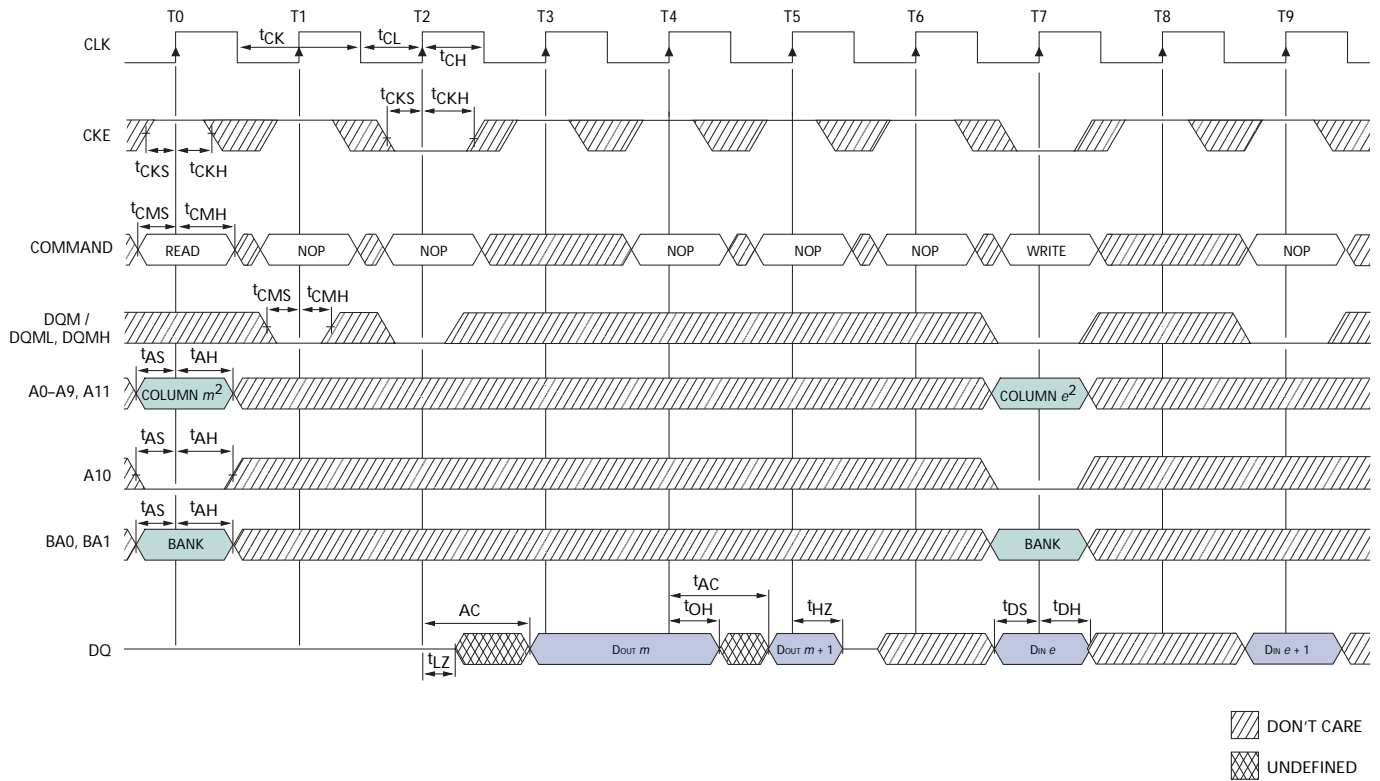 T0 T1 T2 T3 T4 T5 T6 T7 T8 T9
CLK
tCK tCL
tCH
tCKS tCKH
CKE
tCKS tCKH
tCMS tCMH
COMMAND
READ NOP NOP NOP NOP NOP WRITE NOP
tCMS tCMH
DQM /
DQML, DQMH
tAS tAH
A0–A9, A11
COLUMN m2 COLUMN e2
tAS tAH
A10
tAS tAH
BA0, BA1
BANK BANK
tAC
AC tOH tHZ tDS tDH
DQ
DOUT m DOUT m + 1 DIN e DIN e + 1
tLZ
DON'T CARE
UNDEFINED